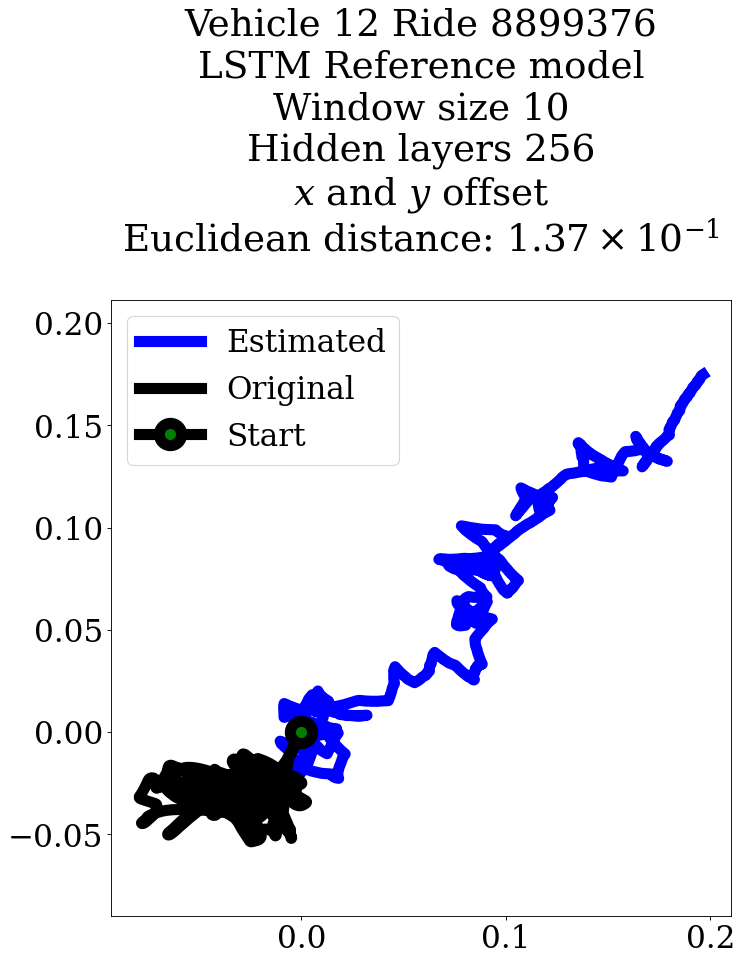 Vehicle 12 Ride 8899376
LSTM Reference model
Window size 10
Hidden layers 256
x and y offset
Euclidean distance: 1.37 × 10⁻¹
Estimated
Original
Start
0.20
0.15
0.10
0.05
0.00
−0.05
0.0 0.1 0.2